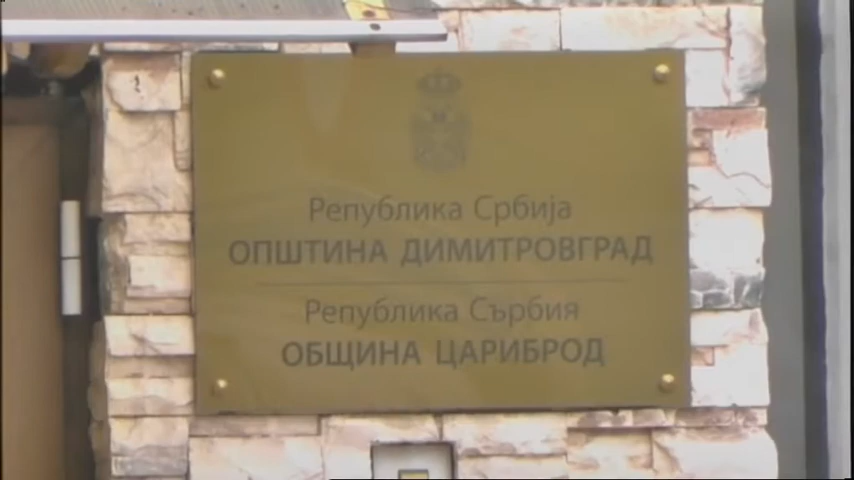 Република Србија
ОПШТИНА ДИМИТРОВГРАД
Република Сърбия
ОБЩИНА ЦАРИБРОД